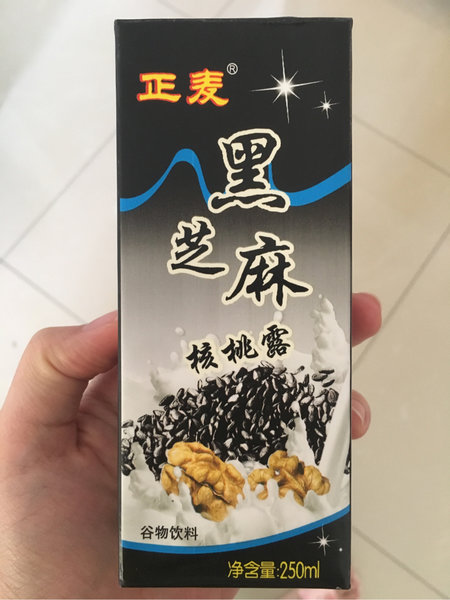 正麦®
黑
芝麻
核桃露
谷物饮料
净含量:250ml